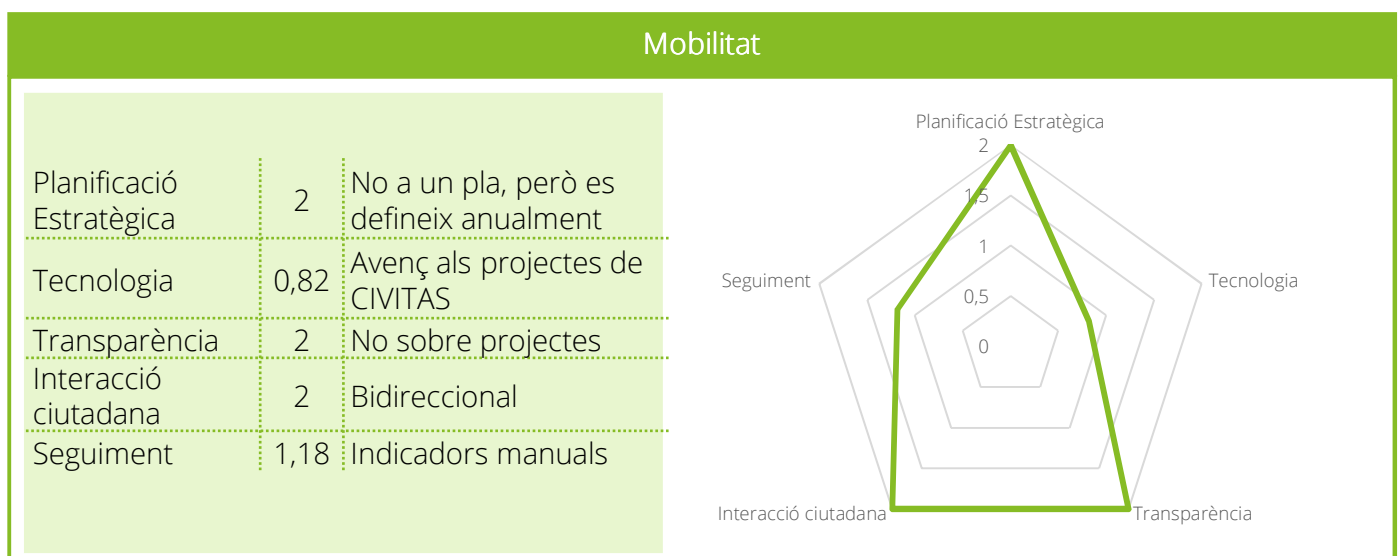 Mobilitat
Planificació
Estratègica
2
No a un pla, però es
defineix anualment
Tecnologia
0,82
Avenç als projectes de
CIVITAS
Transparència
2
No sobre projectes
Interacció
ciutadana
2
Bidireccional
Seguiment
1,18
Indicadors manuals
Planificació Estratègica
2
1,5
1
0,5
0
Seguiment
Tecnologia
Interacció ciutadana
Transparència